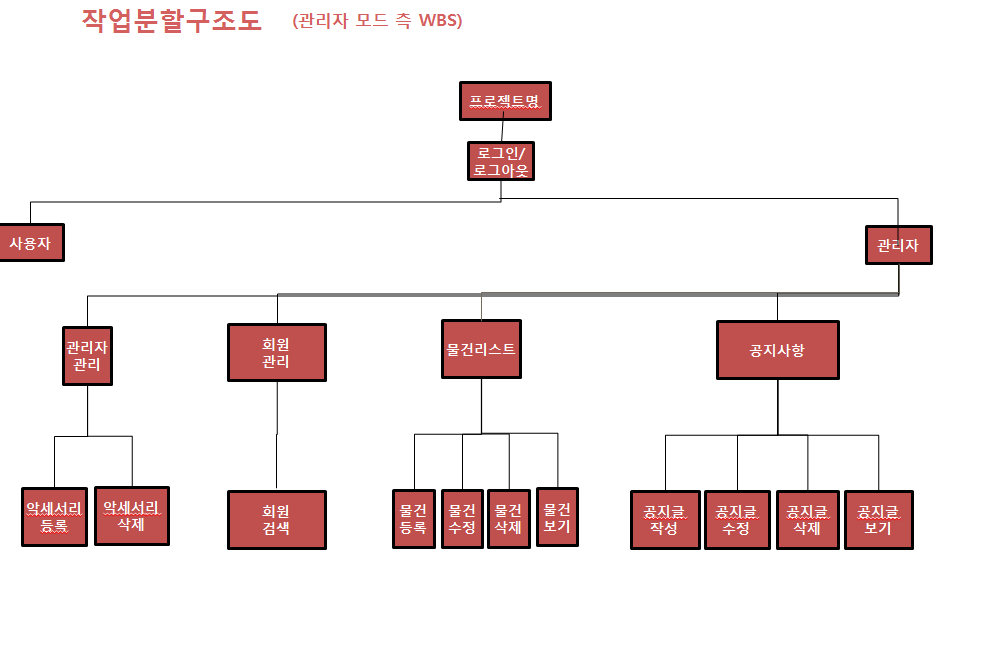 작업분할구조도 (관리자 모드 측 WBS)
프로젝트명
로그인/
로그아웃
사용자
관리자
관리자
관리
회원
관리
물건리스트
공지사항
악세서리
등록
악세서리
삭제
회원
검색
물건
등록
물건
수정
물건
삭제
물건
보기
공지글
작성
공지글
수정
공지글
삭제
공지글
보기